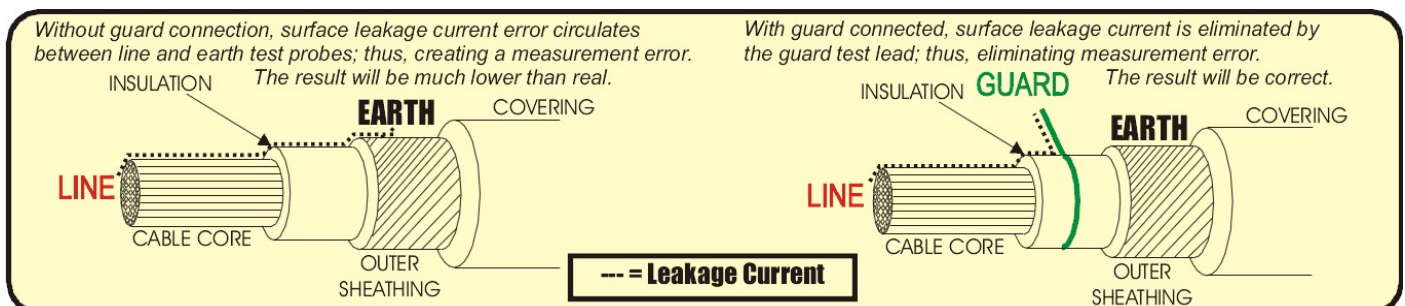 Without guard connection, surface leakage current error circulates
between line and earth test probes; thus, creating a measurement error.
The result will be much lower than real.
INSULATION
EARTH
COVERING
LINE
CABLE CORE
OUTER
SHEATHING
With guard connected, surface leakage current is eliminated by
the guard test lead; thus, eliminating measurement error.
The result will be correct.
INSULATION
GUARD
EARTH
COVERING
LINE
CABLE CORE
OUTER
SHEATHING
--- = Leakage Current